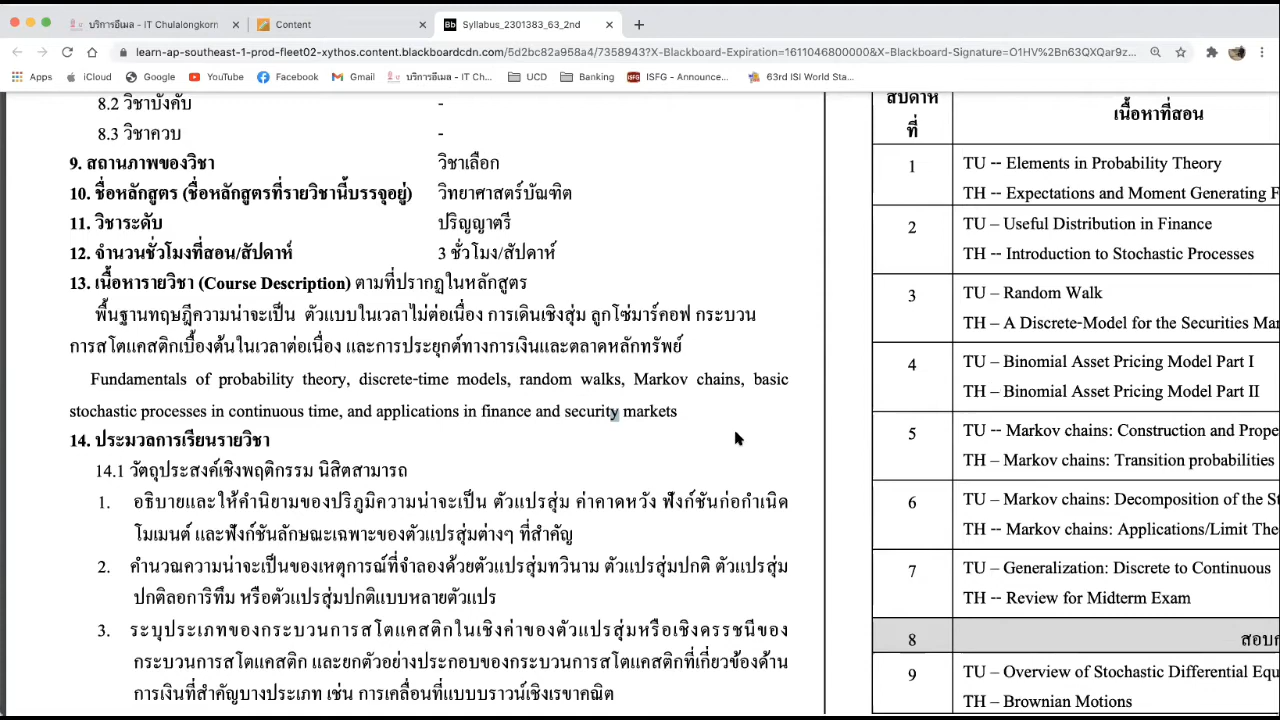 บริการอีเมล - IT Chulalongkorn
Content
Bb Syllabus_2301383_63_2nd
learn-ap-southeast-1-prod-fleet02-xythos.content.blackboardcdn.com/5d2bc82a958a4/7358943?X-Blackboard-Expiration=1611046800000&X-Blackboard-Signature=O1HV%2Bn63QXQar9z...
Apps iCloud Google YouTube Facebook Gmail บริการอีเมล - IT Ch... UCD Banking ISFG - Announce... 63rd ISI World Sta...
8.2 วิชาบังคับ -
8.3 วิชาควบ -
9. สถานภาพของวิชา วิชาเลือก
10. ชื่อหลักสูตร (ชื่อหลักสูตรที่รายวิชานี้บรรจุอยู่) วิทยาศาสตร์บัณฑิต
11. วิชาระดับ ปริญญาตรี
12. จำนวนชั่วโมงที่สอน/สัปดาห์ 3 ชั่วโมง/สัปดาห์
13. เนื้อหารายวิชา (Course Description) ตามที่ปรากฏในหลักสูตร
พื้นฐานทฤษฎีความน่าจะเป็น ตัวแบบในเวลาไม่ต่อเนื่อง การเดินเชิงสุ่ม ลูกโซ่มาร์คอฟ กระบวน
การสโตแคสติกเบื้องต้นในเวลาต่อเนื่อง และการประยุกต์ทางการเงินและตลาดหลักทรัพย์
Fundamentals of probability theory, discrete-time models, random walks, Markov chains, basic
stochastic processes in continuous time, and applications in finance and security markets
14. ประมวลการเรียนรายวิชา
14.1 วัตถุประสงค์เชิงพฤติกรรม นิสิตสามารถ
1. อธิบายและให้คำนิยามของปริภูมิความน่าจะเป็น ตัวแปรสุ่ม ค่าคาดหวัง ฟังก์ชันก่อกำเนิด
โมเมนต์ และฟังก์ชันลักษณะเฉพาะของตัวแปรสุ่มต่างๆ ที่สำคัญ
2. คำนวณความน่าจะเป็นของเหตุการณ์ที่จำลองด้วยตัวแปรสุ่มทวินาม ตัวแปรสุ่มปกติ ตัวแปรสุ่ม
ปกติลอการิทึม หรือตัวแปรสุ่มปกติแบบหลายตัวแปร
3. ระบุประเภทของกระบวนการสโตแคสติกในเชิงค่าของตัวแปรสุ่มหรือเชิงดรรชนีของ
กระบวนการสโตแคสติก และยกตัวอย่างประกอบของกระบวนการสโตแคสติกที่เกี่ยวข้องด้าน
การเงินที่สำคัญบางประเภท เช่น การเคลื่อนที่แบบบราวน์เชิงเรขาคณิต
สัปดาห์
ที่
เนื้อหาที่สอน
1 TU -- Elements in Probability Theory
TH -- Expectations and Moment Generating F
2 TU – Useful Distribution in Finance
TH -- Introduction to Stochastic Processes
3 TU – Random Walk
TH – A Discrete-Model for the Securities Mar
4 TU – Binomial Asset Pricing Model Part I
TH – Binomial Asset Pricing Model Part II
5 TU -- Markov chains: Construction and Prope
TH – Markov chains: Transition probabilities
6 TU – Markov chains: Decomposition of the St
TH -- Markov chains: Applications/Limit The
7 TU – Generalization: Discrete to Continuous
TH -- Review for Midterm Exam
8 สอบก
9 TU – Overview of Stochastic Differential Equ
TH – Brownian Motions